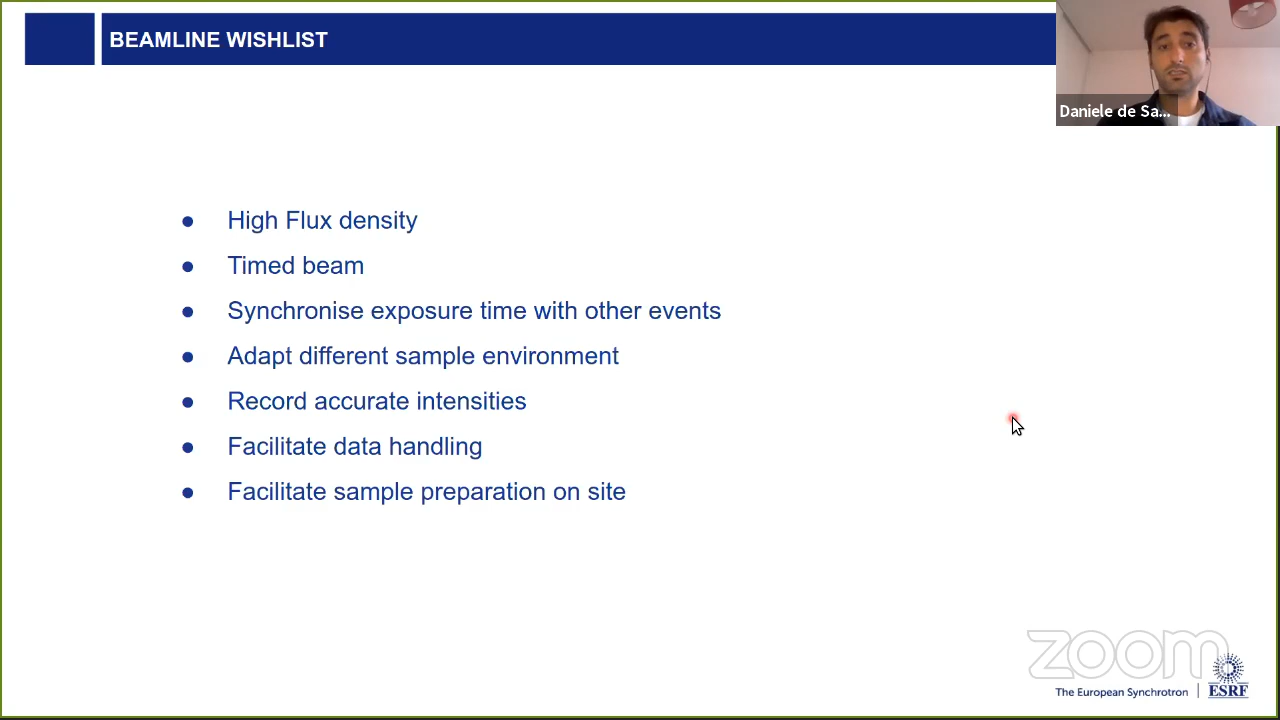 BEAMLINE WISHLIST
Daniele de Sa...
● High Flux density
● Timed beam
● Synchronise exposure time with other events
● Adapt different sample environment
● Record accurate intensities
● Facilitate data handling
● Facilitate sample preparation on site
zoom
The European Synchrotron | ESRF